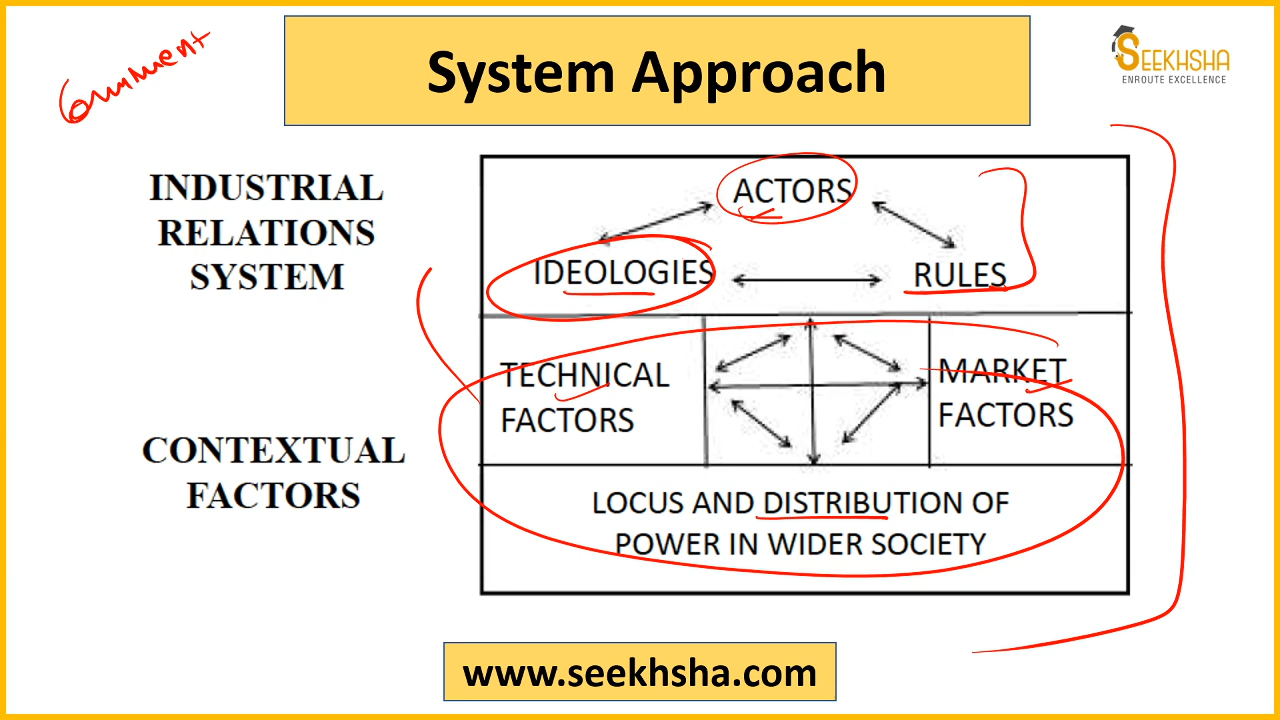 Comment
System Approach
SEEKHSHA
ENROUTE EXCELLENCE
INDUSTRIAL
RELATIONS
SYSTEM
ACTORS
IDEOLOGIES
RULES
CONTEXTUAL
FACTORS
TECHNICAL
FACTORS
MARKET
FACTORS
LOCUS AND DISTRIBUTION OF
POWER IN WIDER SOCIETY
www.seekhsha.com